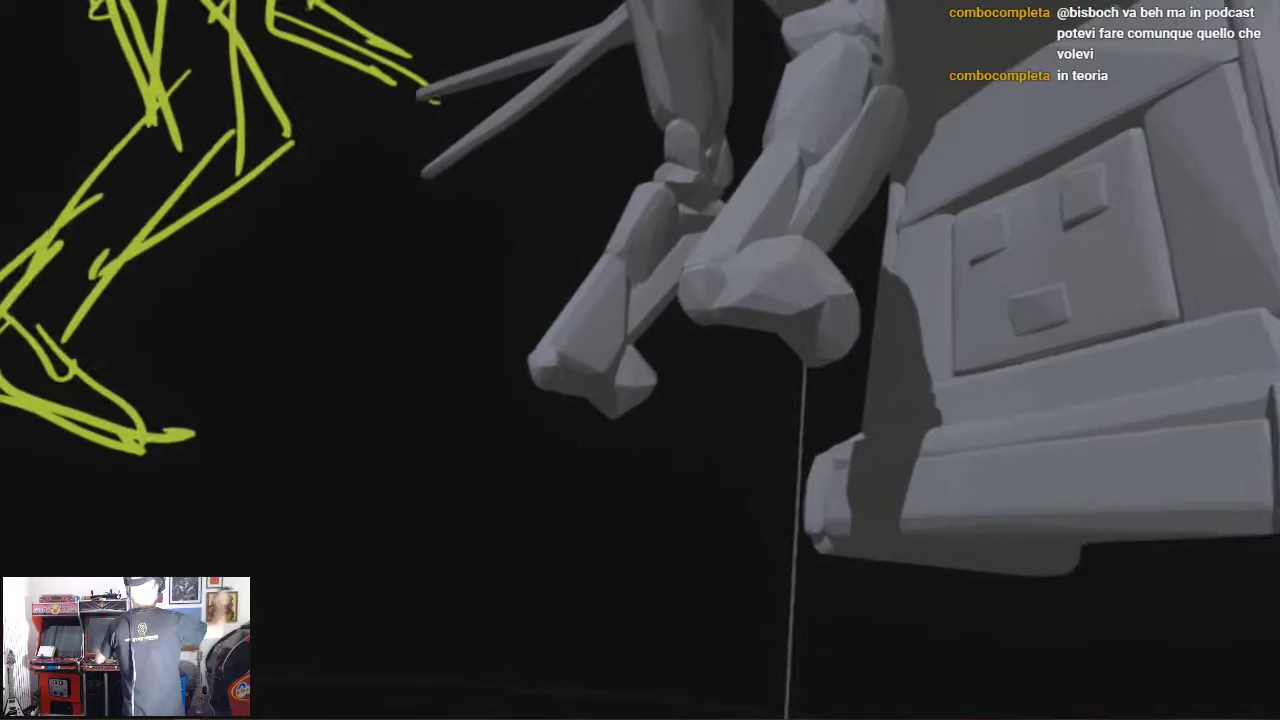 combocompleta @bisboch va beh ma in podcast
potevi fare comunque quello che
volevi
combocompleta in teoria